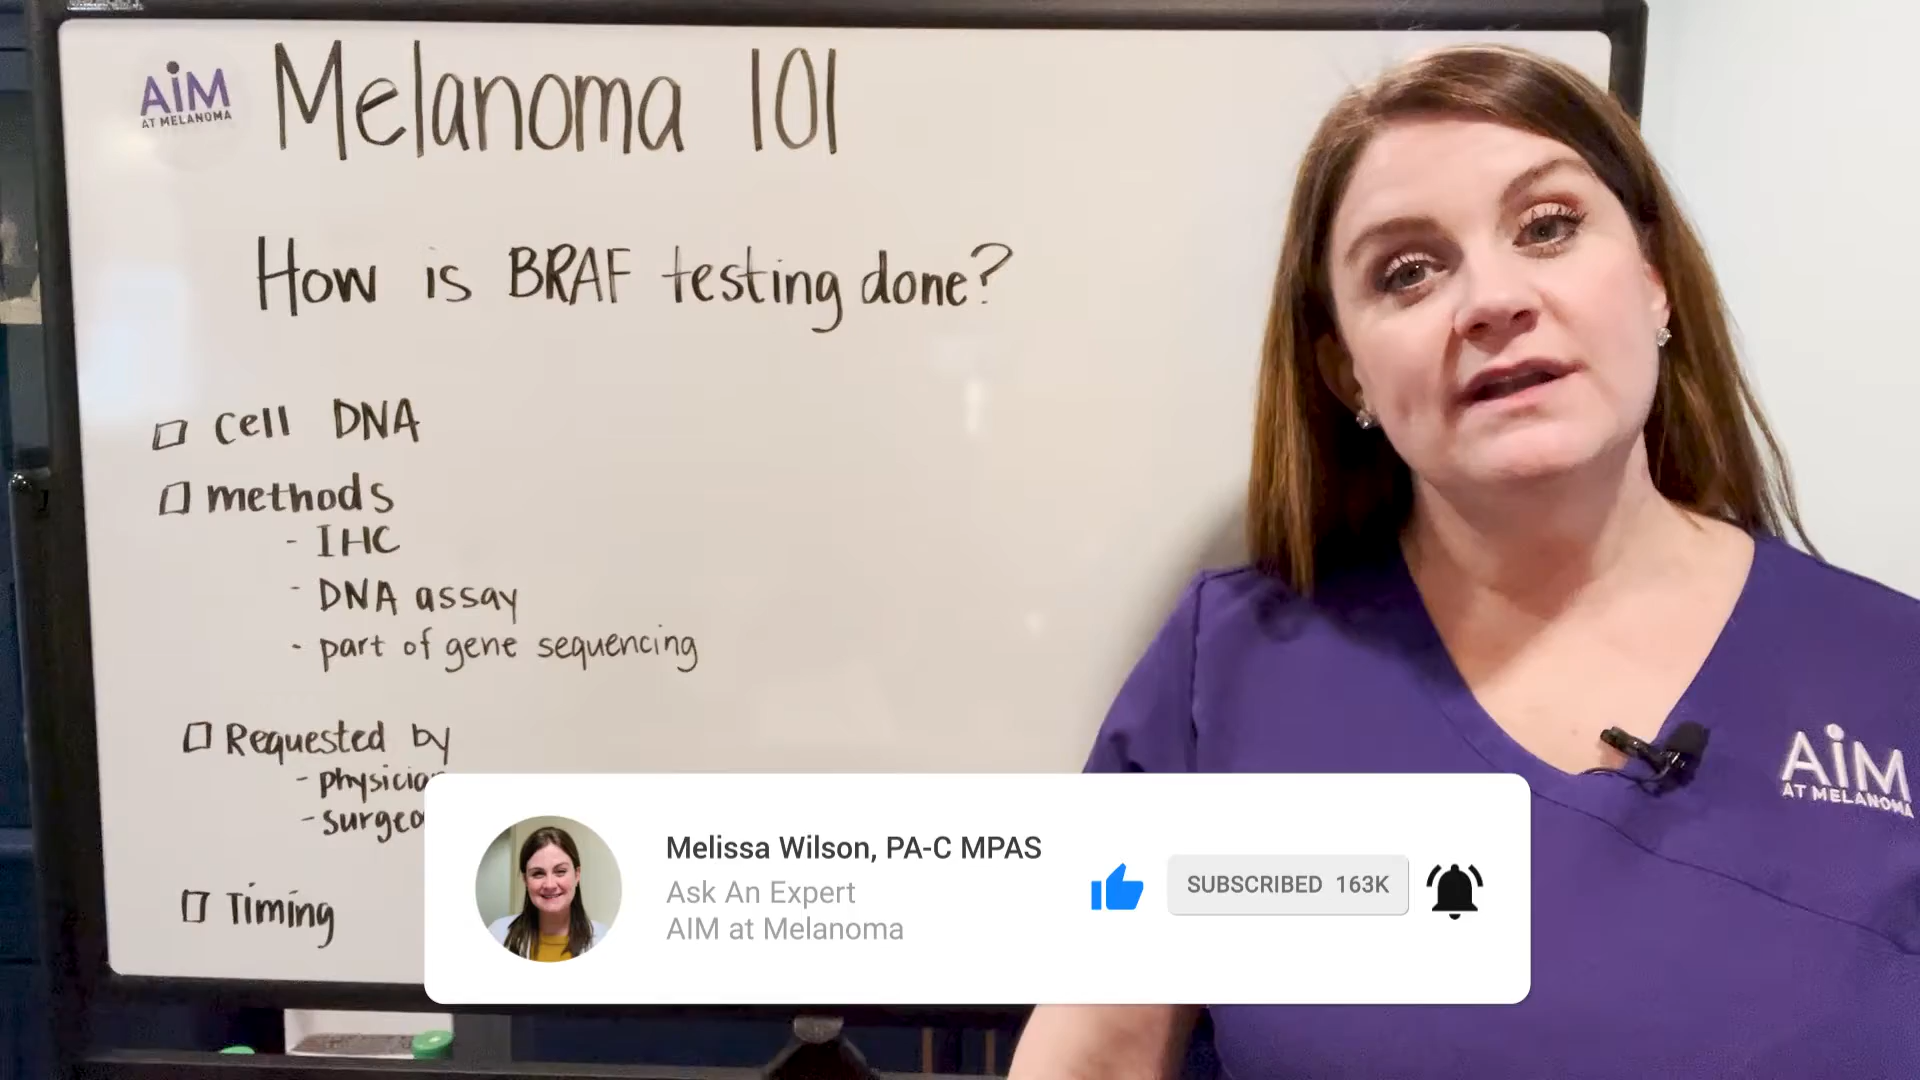 AiM
AT MELANOMA
Melanoma 101
How is BRAF testing done?
Cell DNA
methods
- IHC
- DNA assay
- part of gene sequencing
Requested by
- physicia
- surgeo
Timing
AiM
AT MELANOMA
Melissa Wilson, PA-C MPAS
Ask An Expert
AIM at Melanoma
SUBSCRIBED 163K